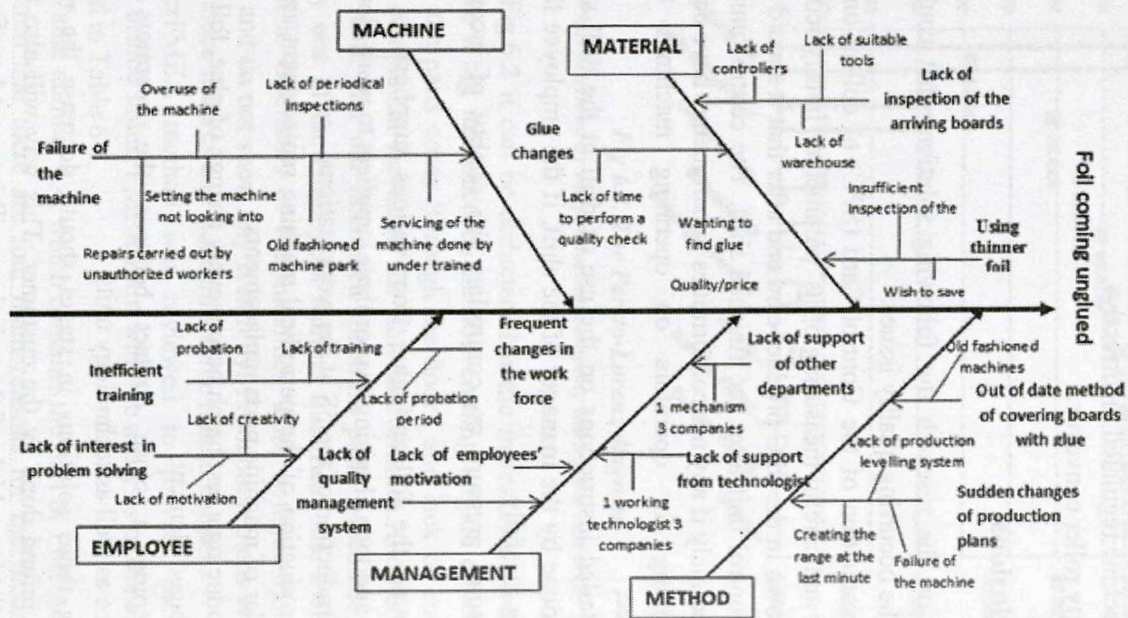 MACHINE
MATERIAL
Overuse of
the machine
Lack of periodical
inspections
Failure of
the
machine
Setting the machine
not looking into
Repairs carried out by
unauthorized workers
Old fashioned
machine park
Servicing of the
machine done by
under trained
Glue
changes
Lack of time
to perform a
quality check
Wanting to
find glue
Quality/price
Lack of
controllers
Lack of suitable
tools
Lack of
inspection of the
arriving boards
Lack of
warehouse
Insufficient
Inspection of the
Using
thinner
foil
Wish to save
Foil coming unglued
Lack of
probation
Lack of training
Inefficient
training
Frequent
changes in
the work
force
Lack of probation
period
Lack of creativity
Lack of interest in
problem solving
Lack of motivation
EMPLOYEE
Lack of
quality
management
system
Lack of employees'
motivation
MANAGEMENT
Lack of support
of other
departments
1 mechanism
3 companies
Lack of support
from technologist
1 working
technologist 3
companies
METHOD
Old fashioned
machines
Out of date method
of covering boards
with glue
Lack of production
levelling system
Sudden changes
of production
plans
Creating the
range at the
last minute
Failure of
the machine